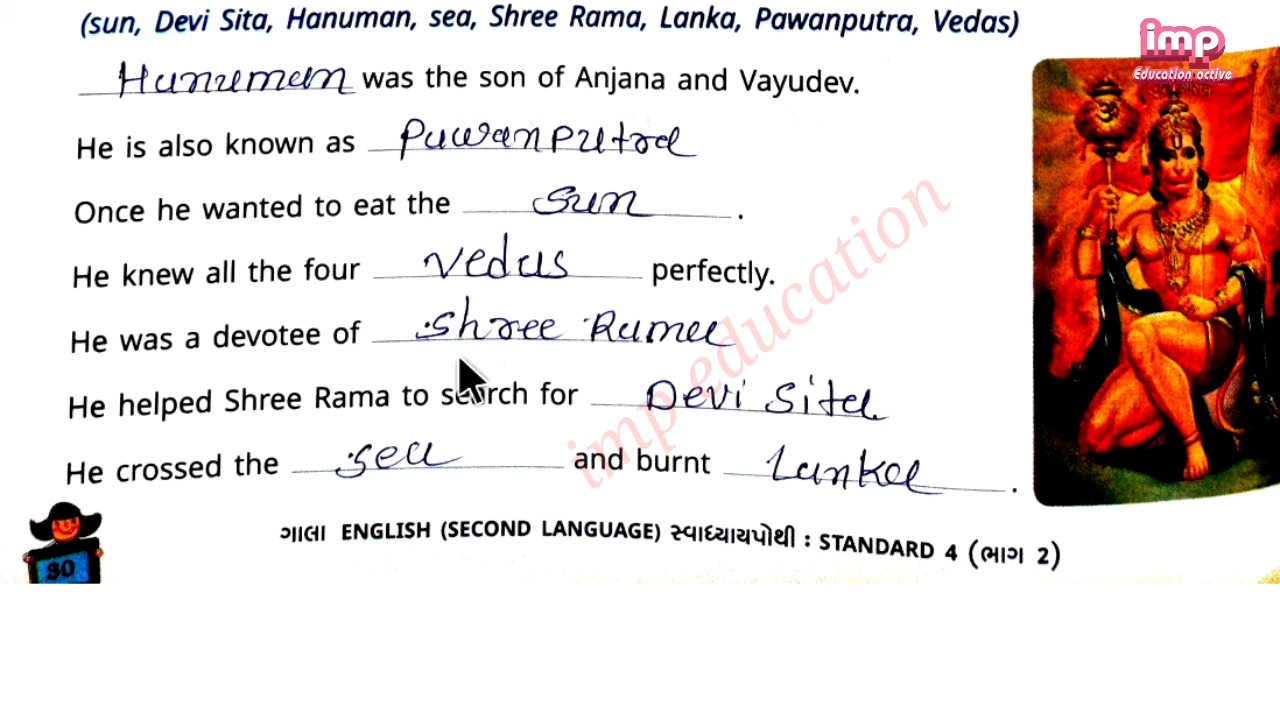 (sun, Devi Sita, Hanuman, sea, Shree Rama, Lanka, Pawanputra, Vedas)
imp
Education active
Hanuman was the son of Anjana and Vayudev.
He is also known as Pawanputra
Once he wanted to eat the sun.
He knew all the four Vedas perfectly.
He was a devotee of Shree Rama
He helped Shree Rama to search for Devi Sita.
He crossed the sea and burnt Lanka.
imp education
30
ગાલા ENGLISH (SECOND LANGUAGE) સ્વાધ્યાયપોથી : STANDARD 4 (ભાગ 2)